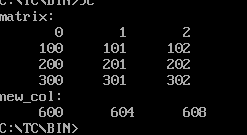 C:\TC\BIN>JC
matrix:
0 1 2
100 101 102
200 201 202
300 301 302
new_col:
600 604 608
C:\TC\BIN>